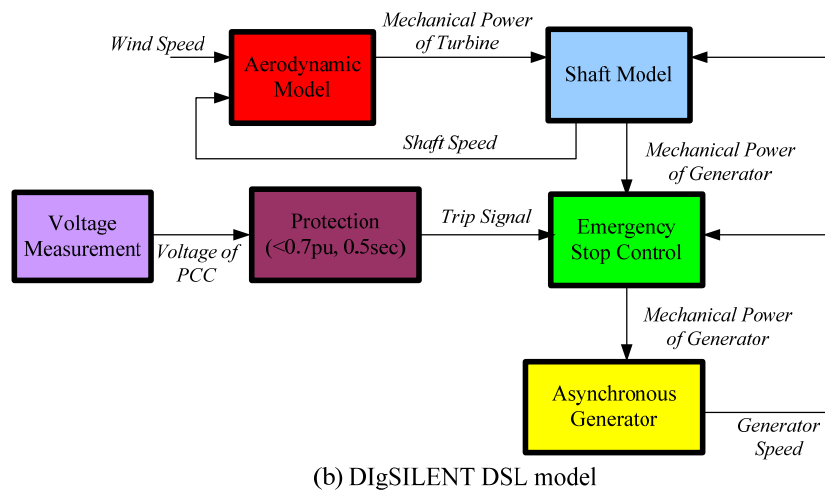 Wind Speed
Mechanical Power
of Turbine
Aerodynamic
Model
Shaft Model
Shaft Speed
Mechanical Power
of Generator
Voltage
Measurement
Voltage of
PCC
Protection
(<0.7pu, 0.5sec)
Trip Signal
Emergency
Stop Control
Mechanical Power
of Generator
Asynchronous
Generator
Generator
Speed
(b) DIgSILENT DSL model